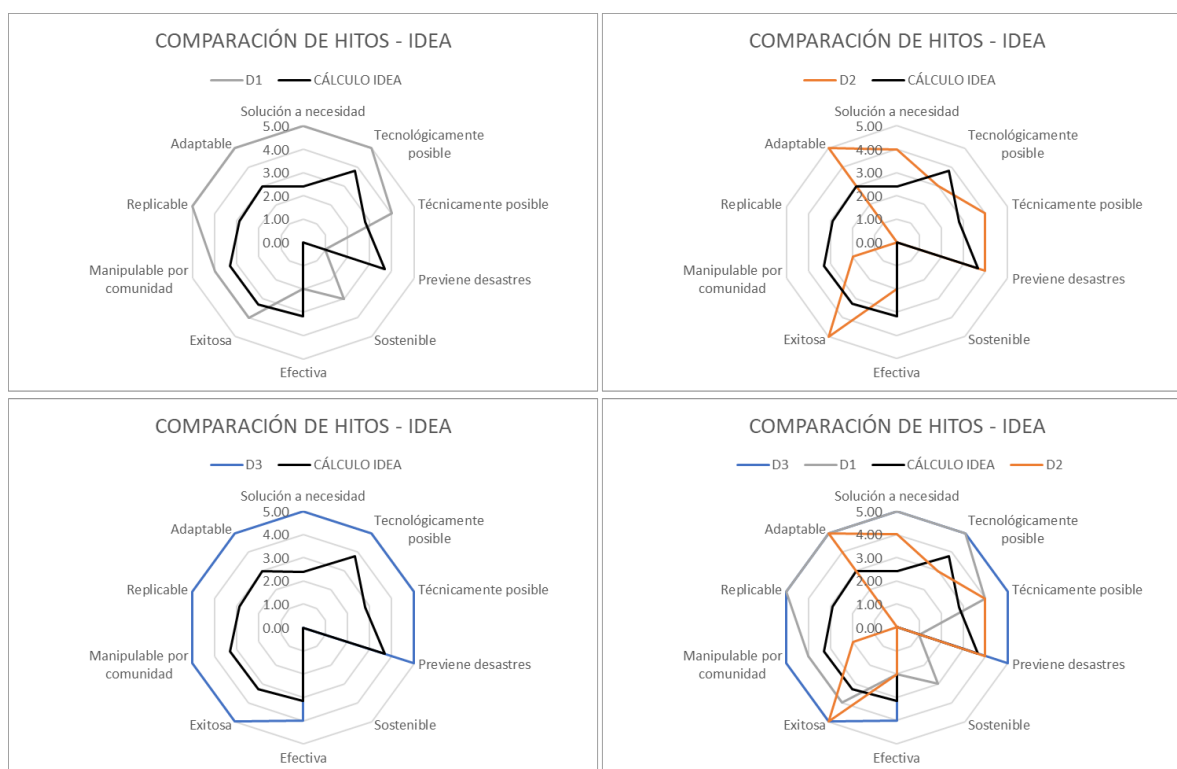 COMPARACIÓN DE HITOS - IDEA
D1 CÁLCULO IDEA
Solución a necesidad
5.00
Tecnológicamente
posible
Adaptable
4.00
3.00
2.00
Replicable
1.00
Técnicamente posible
0.00
Manipulable por
comunidad
Previene desastres
Exitosa
Sostenible
Efectiva
COMPARACIÓN DE HITOS - IDEA
D2 CÁLCULO IDEA
Solución a necesidad
5.00
Tecnológicamente
posible
Adaptable
4.00
3.00
2.00
Replicable
1.00
Técnicamente posible
0.00
Manipulable por
comunidad
Previene desastres
Exitosa
Sostenible
Efectiva
COMPARACIÓN DE HITOS - IDEA
D3 CÁLCULO IDEA
Solución a necesidad
5.00
Tecnológicamente
posible
Adaptable
4.00
3.00
2.00
Replicable
1.00
Técnicamente posible
0.00
Manipulable por
comunidad
Previene desastres
Exitosa
Sostenible
Efectiva
COMPARACIÓN DE HITOS - IDEA
D3 D1 CÁLCULO IDEA D2
Solución a necesidad
5.00
Tecnológicamente
posible
Adaptable
4.00
3.00
2.00
Replicable
1.00
Técnicamente posible
0.00
Manipulable por
comunidad
Previene desastres
Exitosa
Sostenible
Efectiva